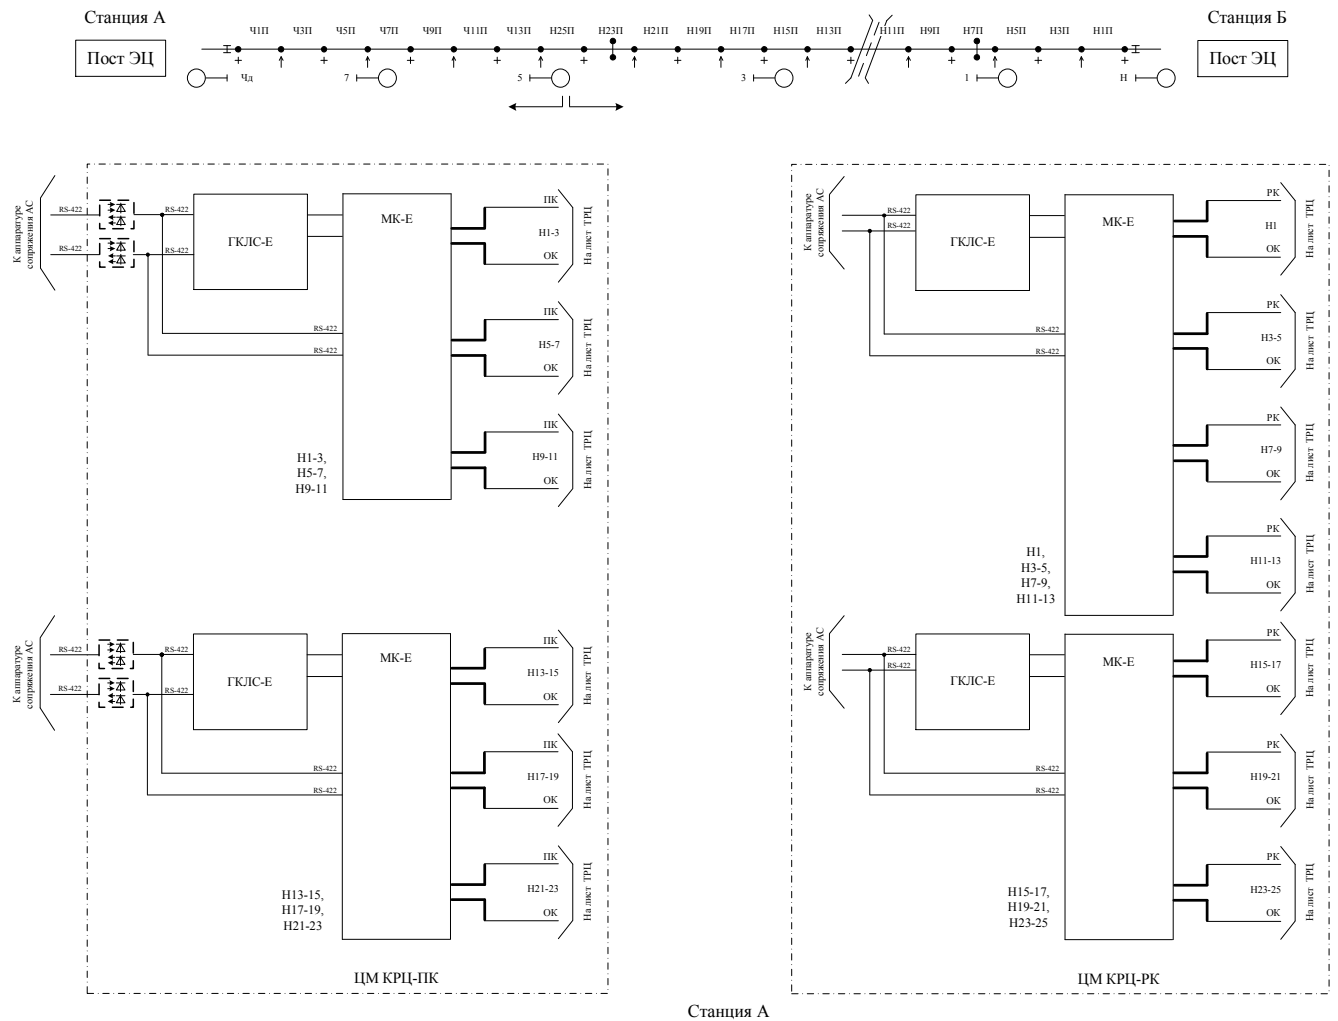 Станция А
Станция Б
Пост ЭЦ
Ч1П Ч3П Ч5П Ч7П Ч9П Ч11П Ч13П Н25П Н23П Н21П Н19П Н17П Н15П Н13П Н11П Н9П Н7П Н5П Н3П Н1П
Пост ЭЦ
Чд 7 5 3 1 Н
К аппаратуре
сопряжения АС
RS-422
RS-422
RS-422
RS-422
ГКЛС-Е
МК-Е
RS-422
RS-422
ПК
Н1-3
ОК
На лист ТРЦ
ПК
Н5-7
ОК
На лист ТРЦ
ПК
Н9-11
ОК
На лист ТРЦ
Н1-3,
Н5-7,
Н9-11
К аппаратуре
сопряжения АС
RS-422
RS-422
RS-422
RS-422
ГКЛС-Е
МК-Е
RS-422
RS-422
ПК
Н13-15
ОК
На лист ТРЦ
ПК
Н17-19
ОК
На лист ТРЦ
ПК
Н21-23
ОК
На лист ТРЦ
Н13-15,
Н17-19,
Н21-23
ЦМ КРЦ-ПК
К аппаратуре
сопряжения АС
RS-422
RS-422
ГКЛС-Е
МК-Е
RS-422
RS-422
РК
Н1
ОК
На лист ТРЦ
РК
Н3-5
ОК
На лист ТРЦ
РК
Н7-9
ОК
На лист ТРЦ
РК
Н11-13
ОК
На лист ТРЦ
Н1,
Н3-5,
Н7-9,
Н11-13
К аппаратуре
сопряжения АС
RS-422
RS-422
ГКЛС-Е
МК-Е
RS-422
RS-422
РК
Н15-17
ОК
На лист ТРЦ
РК
Н19-21
ОК
На лист ТРЦ
РК
Н23-25
ОК
На лист ТРЦ
Н15-17,
Н19-21,
Н23-25
ЦМ КРЦ-РК
Станция А